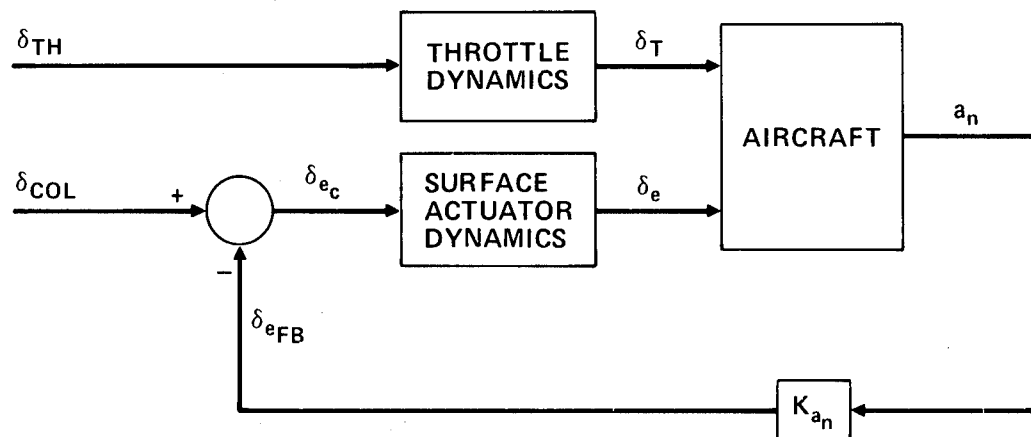 δTH
THROTTLE
DYNAMICS
δT
AIRCRAFT
an
δCOL
+
δec
SURFACE
ACTUATOR
DYNAMICS
δe
−
δeFB
Kan